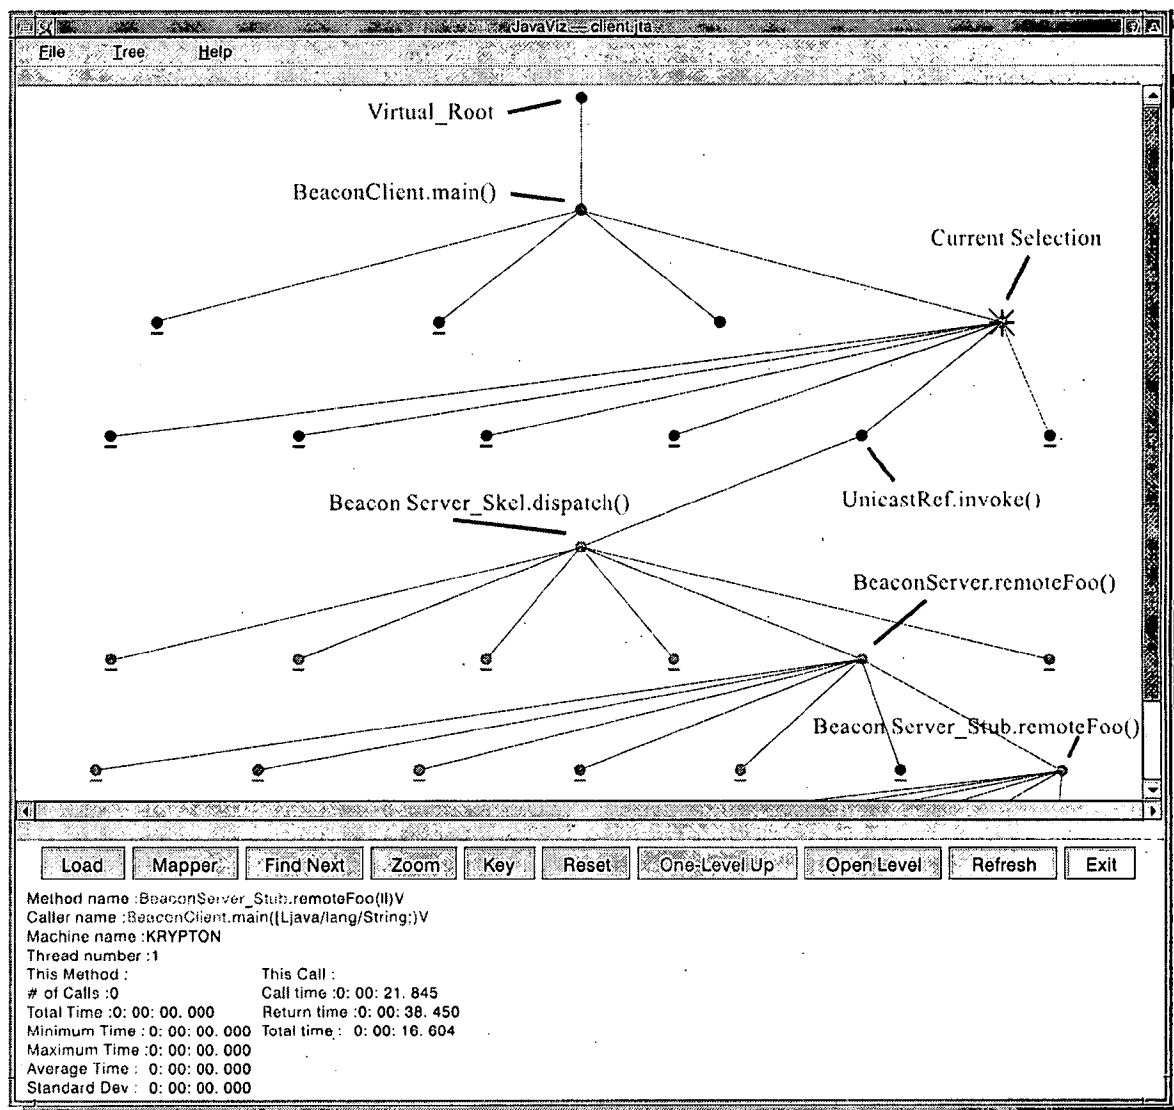 JavaViz — client.jta
File Tree Help
Virtual_Root
BeaconClient.main()
Current Selection
UnicastRef.invoke()
Beacon Server_Skel.dispatch()
BeaconServer.remoteFoo()
Beacon Server_Stub.remoteFoo()
Load Mapper Find Next Zoom Key Reset One-Level Up Open Level Refresh Exit
Method name :BeaconServer_Stub.remoteFoo(II)V
Caller name :BeaconClient.main([Ljava/lang/String;)V
Machine name :KRYPTON
Thread number :1
This Method : This Call :
# of Calls :0 Call time :0: 00: 21. 845
Total Time :0: 00: 00. 000 Return time :0: 00: 38. 450
Minimum Time : 0: 00: 00. 000 Total time : 0: 00: 16. 604
Maximum Time :0: 00: 00. 000
Average Time : 0: 00: 00. 000
Standard Dev : 0: 00: 00. 000